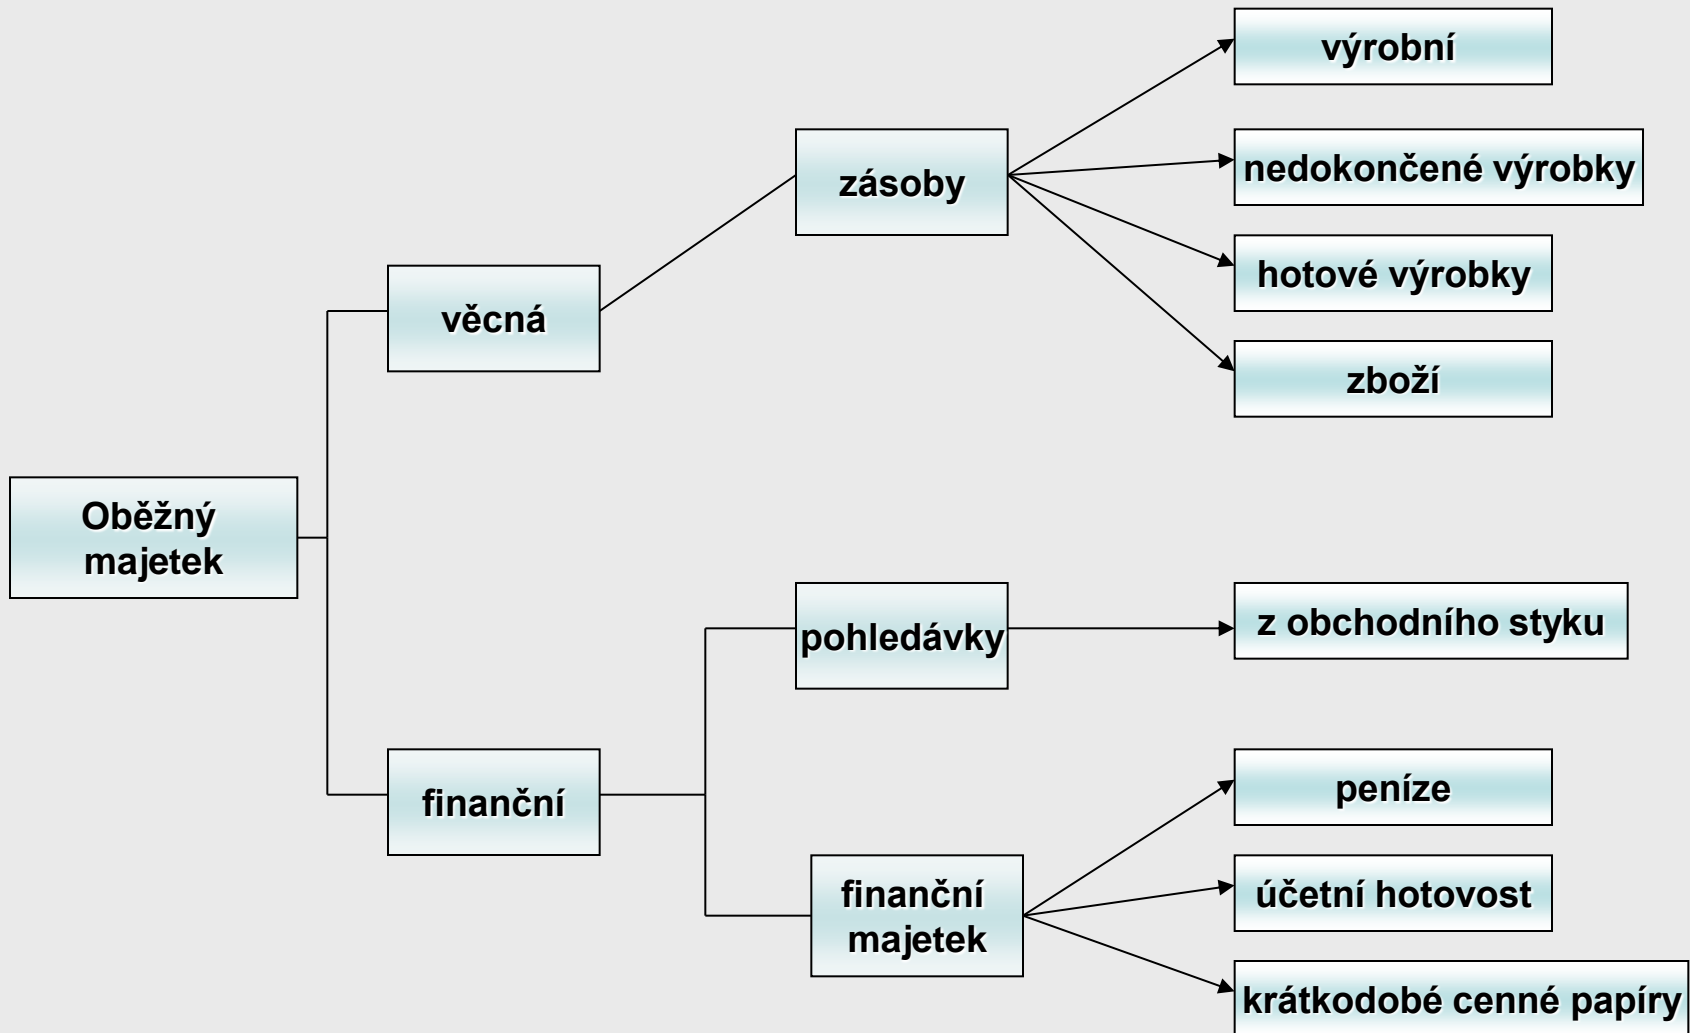 výrobní
nedokončené výrobky
zásoby
hotové výrobky
věcná
zboží
Oběžný
majetek
z obchodního styku
pohledávky
peníze
finanční
účetní hotovost
finanční
majetek
krátkodobé cenné papíry